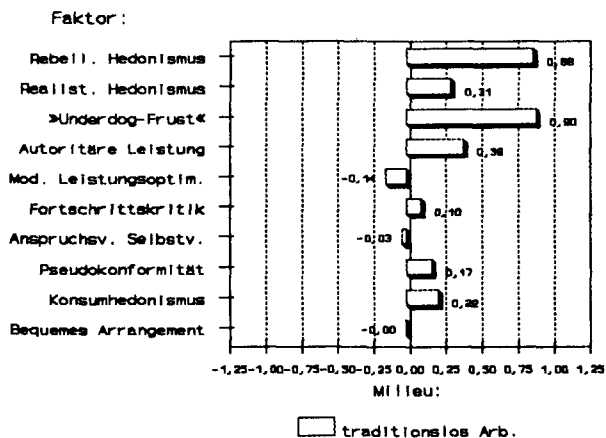 Faktor:
Rebell. Hedonismus 0,88
Realist. Hedonismus 0,31
»Underdog-Frust« 0,90
Autoritäre Leistung 0,39
Mod. Leistungsoptim. -0,14
Fortschrittskritik 0,10
Anspruchsv. Selbstv. -0,03
Pseudokonformität 0,17
Konsumhedonismus 0,22
Bequemes Arrangement -0,00
-1,25 -1,00 -0,75 -0,50 -0,25 0,00 0,25 0,50 0,75 1,00 1,25
Milieu:
traditionslos Arb.